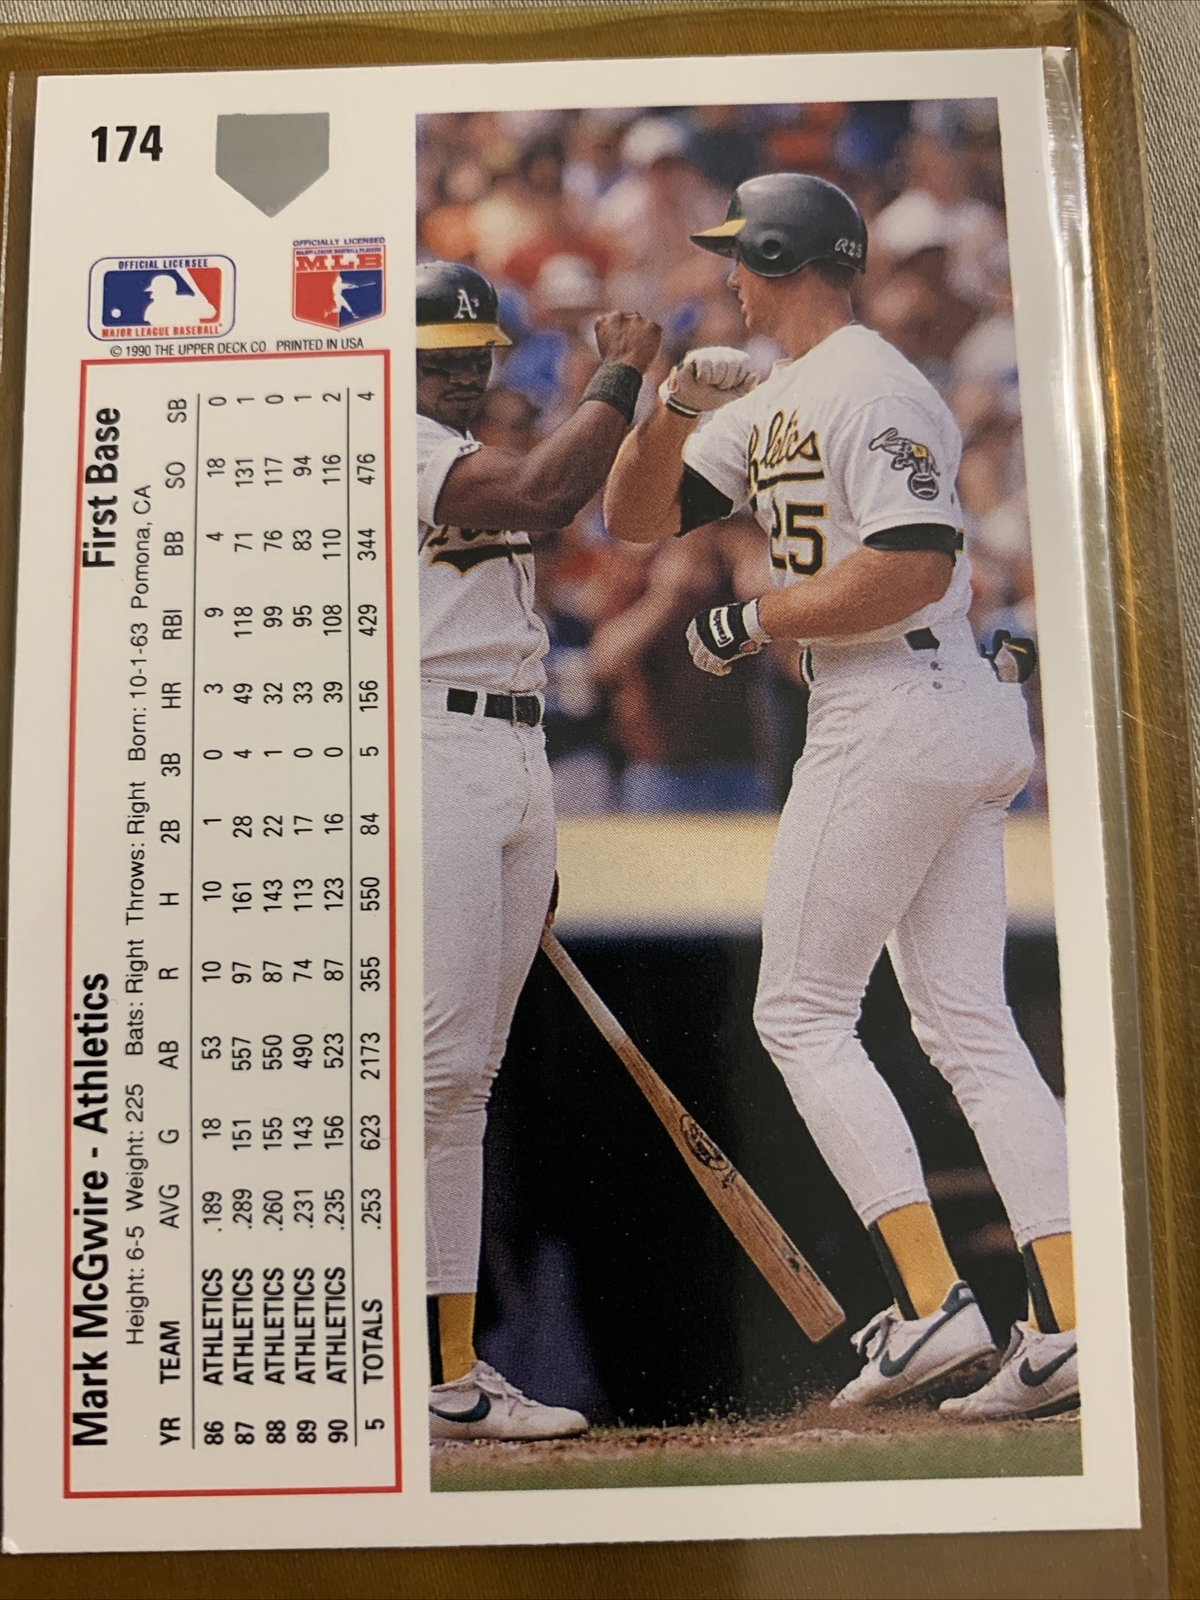 174
OFFICIAL LICENSEE
MAJOR LEAGUE BASEBALL
OFFICIALLY LICENSED
MAJOR LEAGUE BASEBALL PLAYERS
MLB
© 1990 THE UPPER DECK CO. PRINTED IN USA
Mark McGwire - Athletics First Base
Height: 6-5 Weight: 225 Bats: Right Throws: Right Born: 10-1-63 Pomona, CA
YR TEAM AVG G AB R H 2B 3B HR RBI BB SO SB
86 ATHLETICS .189 18 53 10 10 1 0 3 9 4 18 0
87 ATHLETICS .289 151 557 97 161 28 4 49 118 71 131 1
88 ATHLETICS .260 155 550 87 143 22 1 32 99 76 117 0
89 ATHLETICS .231 143 490 74 113 17 0 33 95 83 94 1
90 ATHLETICS .235 156 523 87 123 16 0 39 108 110 116 2
5 TOTALS .253 623 2173 355 550 84 5 156 429 344 476 4
A's
R25
hletics
25